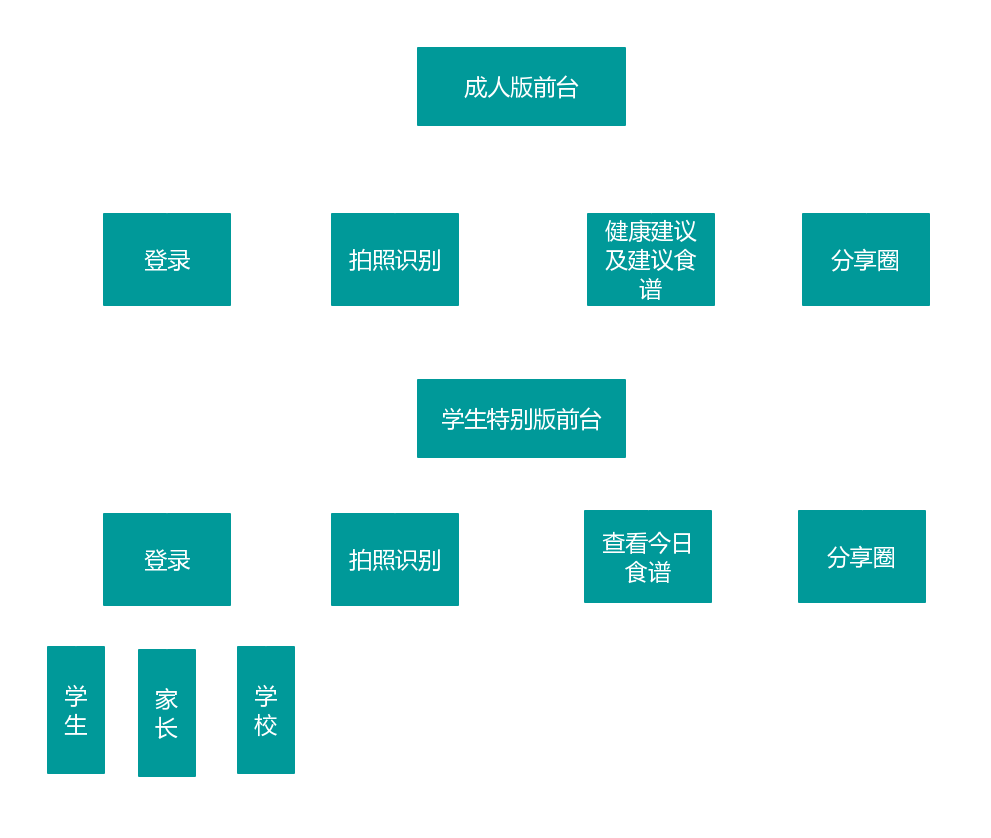 成人版前台
登录
拍照识别
健康建议
及建议食
谱
分享圈
学生特别版前台
登录
拍照识别
查看今日
食谱
分享圈
学
生
家
长
学
校